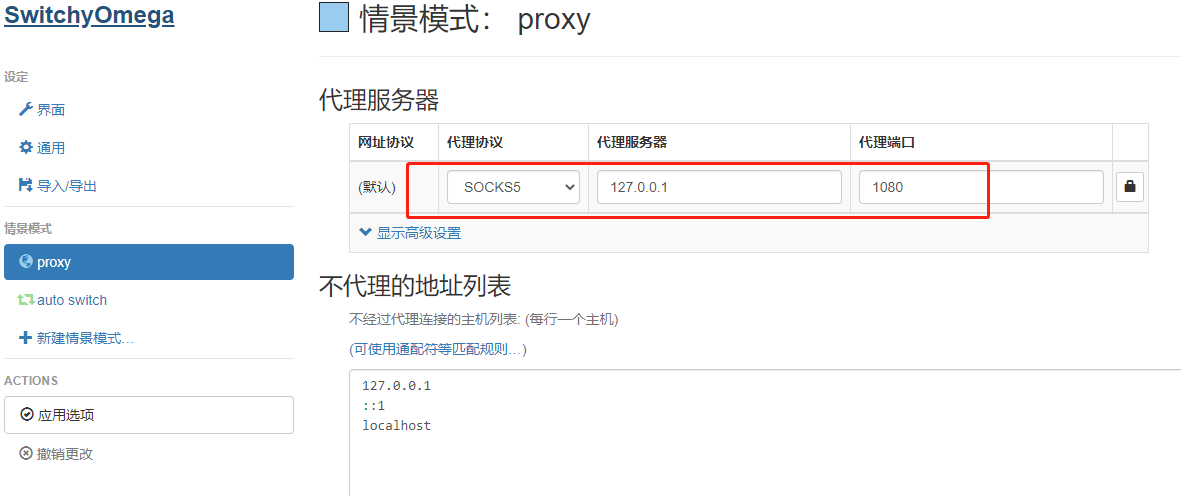 SwitchyOmega
设定
界面
通用
导入/导出
情景模式
proxy
auto switch
新建情景模式…
ACTIONS
应用选项
撤销更改
情景模式： proxy
代理服务器
网址协议 代理协议 代理服务器 代理端口
(默认) SOCKS5 127.0.0.1 1080
显示高级设置
不代理的地址列表
不经过代理连接的主机列表: (每行一个主机)
(可使用通配符等匹配规则…)
127.0.0.1
::1
localhost